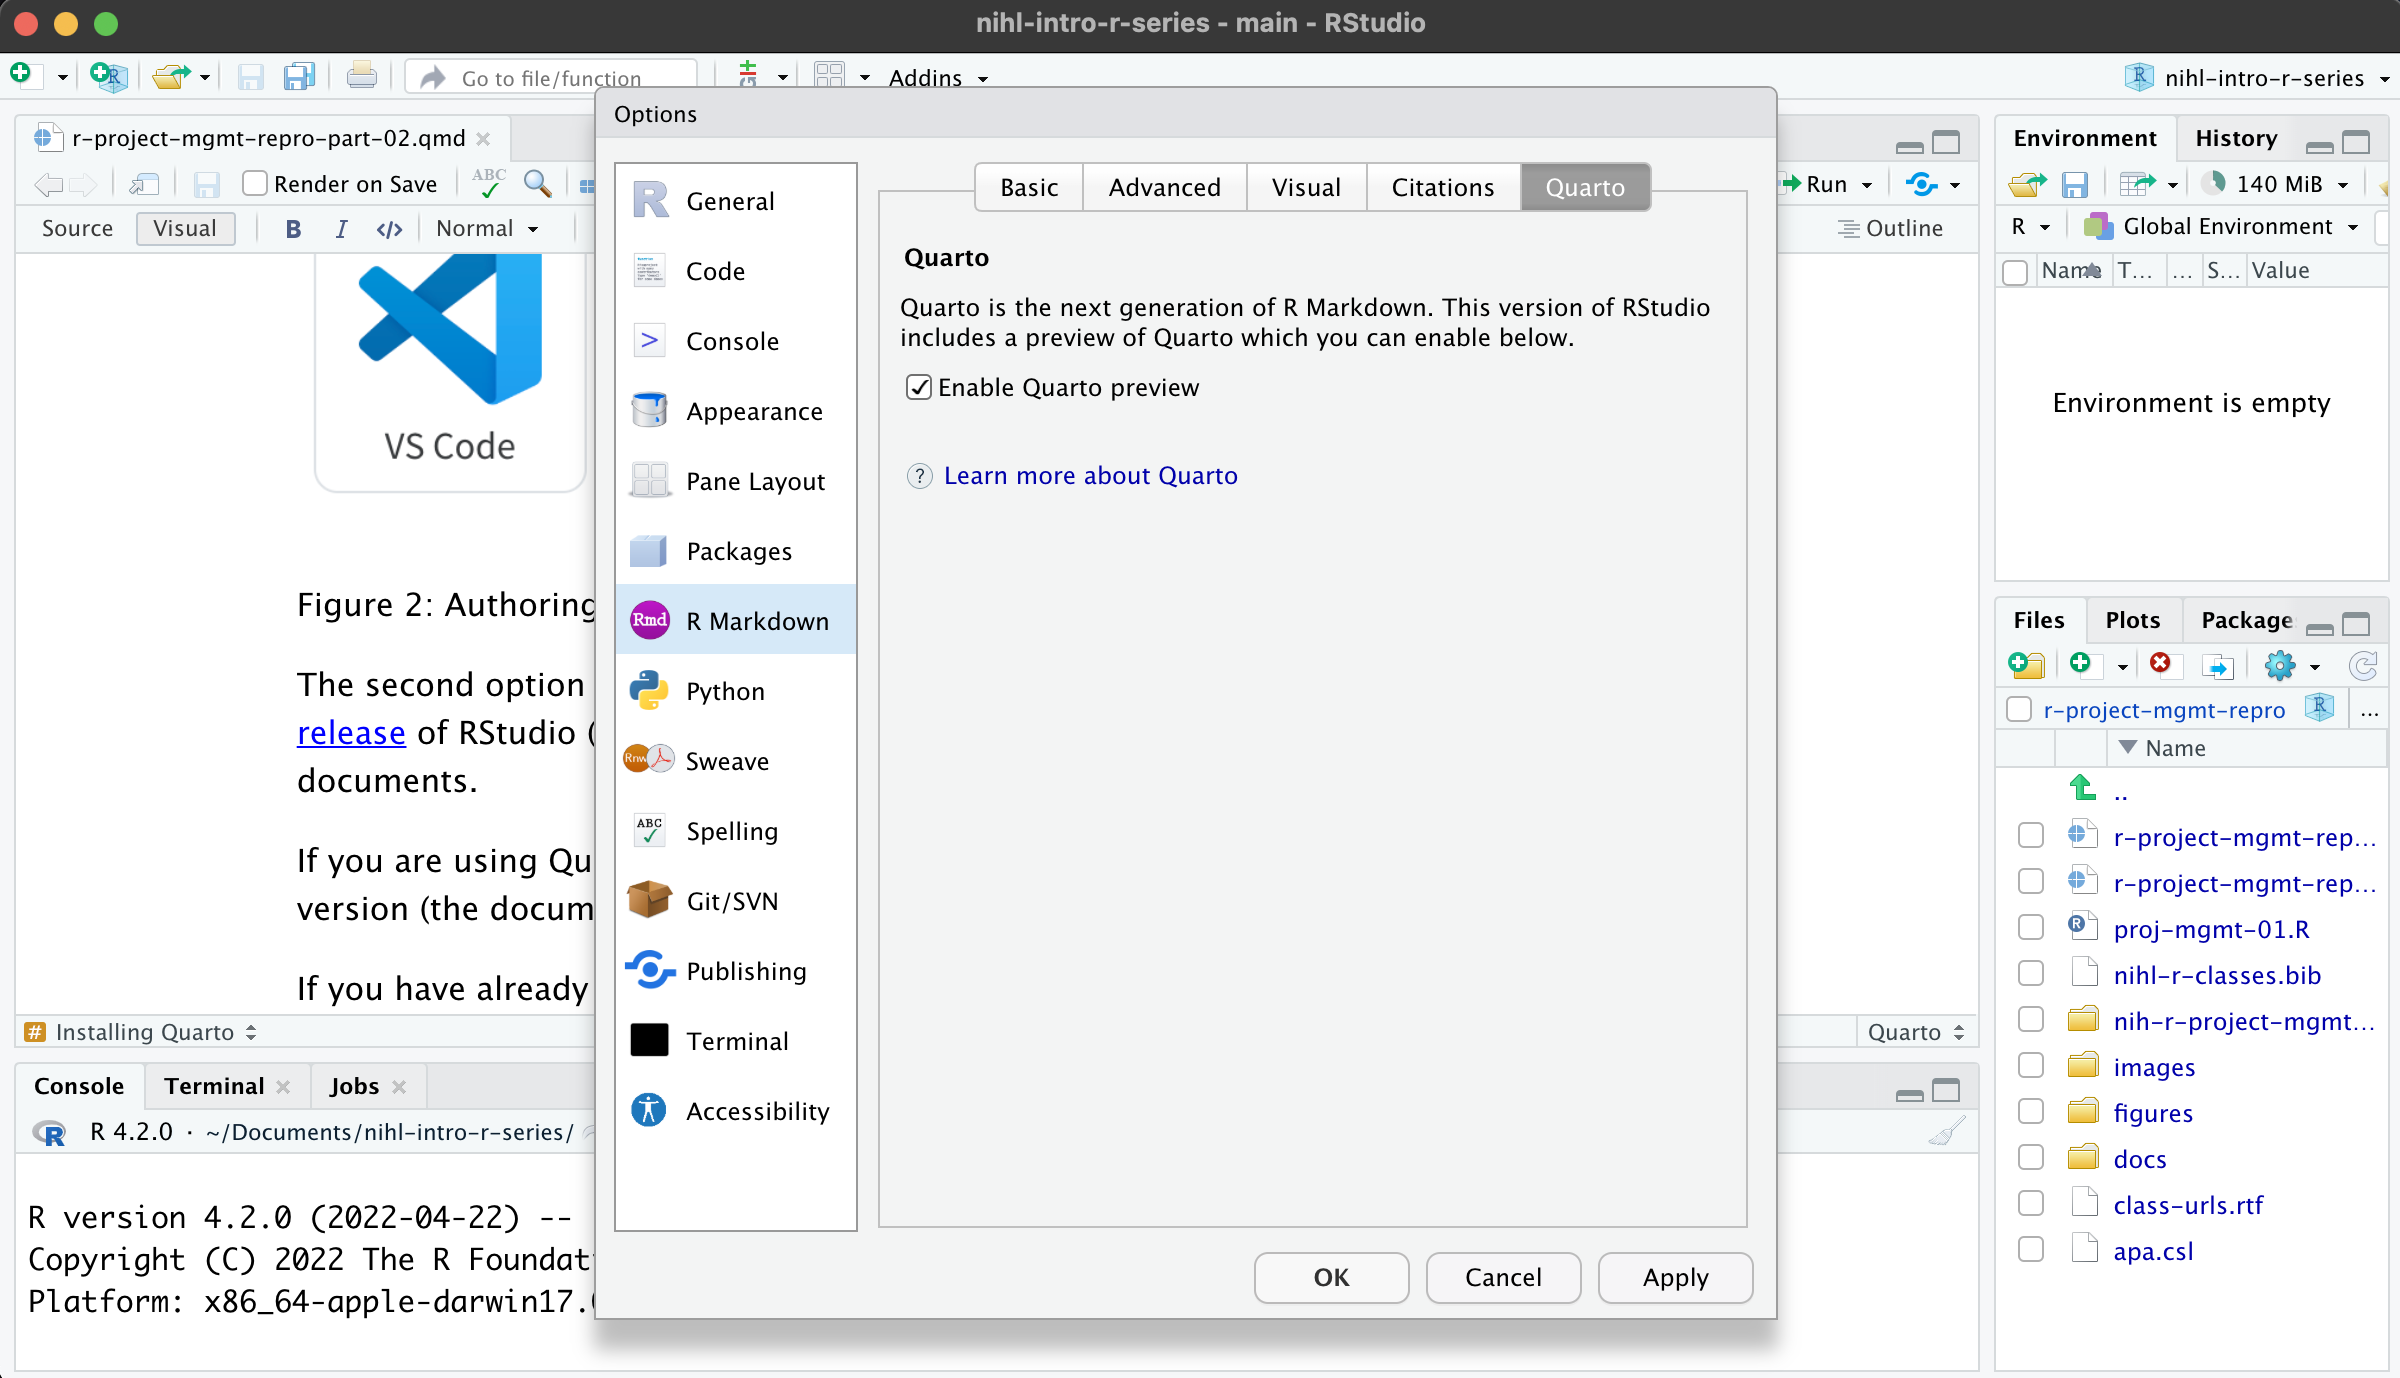 nihl-intro-r-series - main - RStudio
Go to file/function
Addins
nihl-intro-r-series
r-project-mgmt-repro-part-02.qmd
Render on Save
ABC
Run
Source Visual B I </> Normal
Outline
VS Code
Figure 2: Authoring
The second option
release of RStudio (
documents.
If you are using Qu
version (the docum
If you have already
# Installing Quarto
Quarto
Console Terminal Jobs
R 4.2.0 · ~/Documents/nihl-intro-r-series/
R version 4.2.0 (2022-04-22) --
Copyright (C) 2022 The R Foundat
Platform: x86_64-apple-darwin17.
Options
R General
Code
> Console
Appearance
Pane Layout
Packages
Rmd R Markdown
Python
Rnw Sweave
ABC Spelling
Git/SVN
Publishing
Terminal
Accessibility
Basic Advanced Visual Citations Quarto
Quarto
Quarto is the next generation of R Markdown. This version of RStudio
includes a preview of Quarto which you can enable below.
Enable Quarto preview
? Learn more about Quarto
OK Cancel Apply
Environment History
140 MiB
R Global Environment
Name T... ... S... Value
Environment is empty
Files Plots Package
r-project-mgmt-repro R ...
Name
..
r-project-mgmt-rep...
r-project-mgmt-rep...
proj-mgmt-01.R
nihl-r-classes.bib
nih-r-project-mgmt...
images
figures
docs
class-urls.rtf
apa.csl